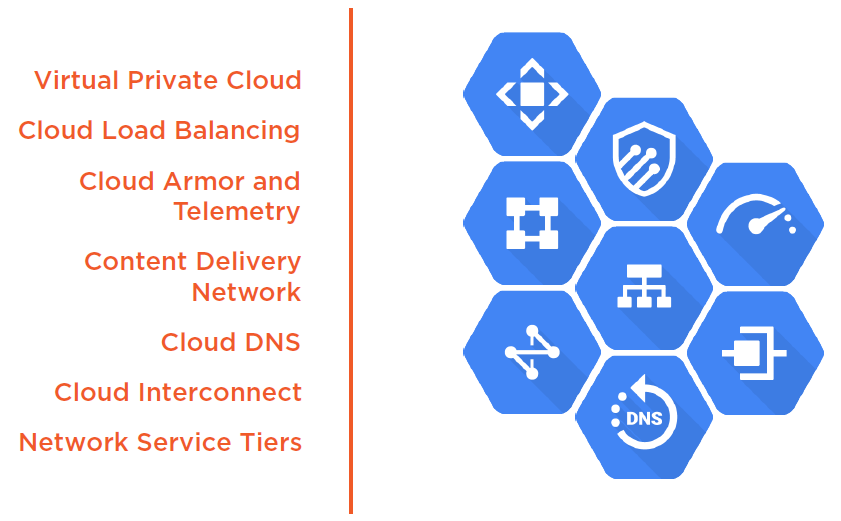 Virtual Private Cloud
Cloud Load Balancing
Cloud Armor and
Telemetry
Content Delivery
Network
Cloud DNS
Cloud Interconnect
Network Service Tiers
DNS